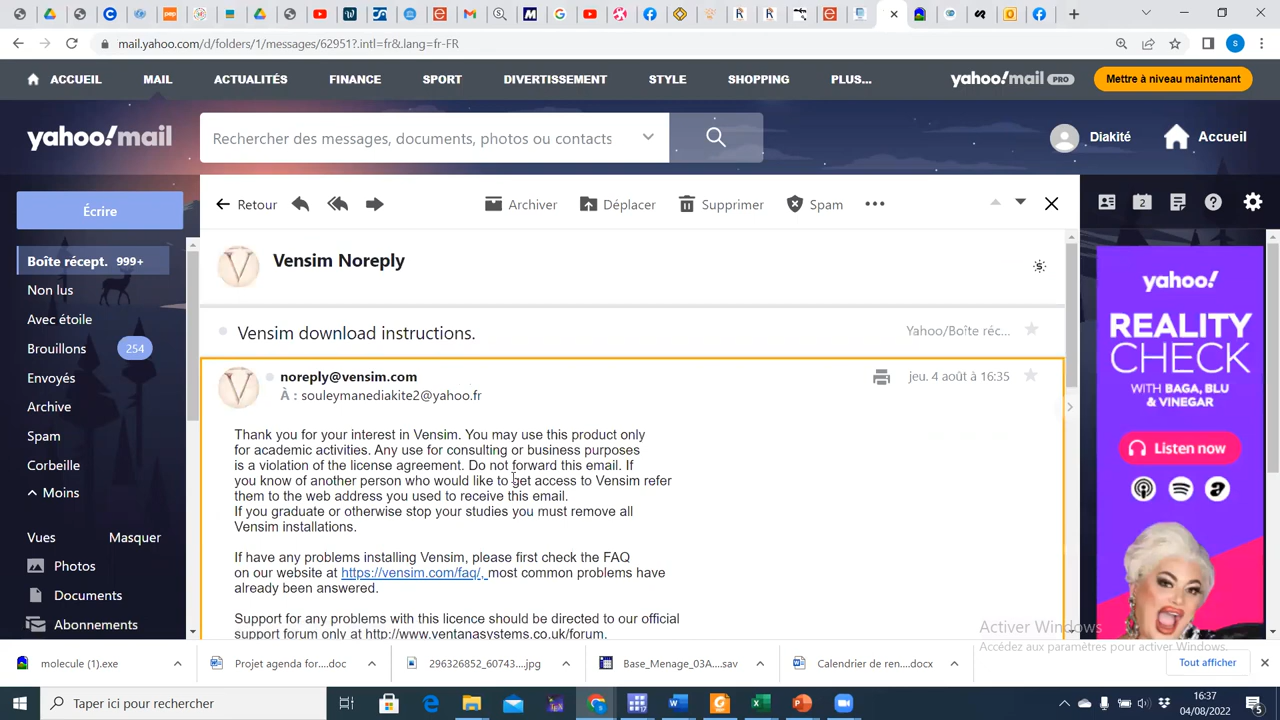 mail.yahoo.com/d/folders/1/messages/62951?.intl=fr&.lang=fr-FR
S
ACCUEIL MAIL ACTUALITÉS FINANCE SPORT DIVERTISSEMENT STYLE SHOPPING PLUS... yahoo!mail PRO Mettre à niveau maintenant
yahoo!mail Rechercher des messages, documents, photos ou contacts Diakité Accueil
Écrire
Retour Archiver Déplacer Supprimer Spam 2
Boîte récept. 999+
Non lus
Avec étoile
Brouillons 254
Envoyés
Archive
Spam
Corbeille
Moins
Vues Masquer
Photos
Documents
Abonnements
V Vensim Noreply
Vensim download instructions. Yahoo/Boîte réc...
V noreply@vensim.com jeu. 4 août à 16:35
À : souleymanediakite2@yahoo.fr
Thank you for your interest in Vensim. You may use this product only
for academic activities. Any use for consulting or business purposes
is a violation of the license agreement. Do not forward this email. If
you know of another person who would like to get access to Vensim refer
them to the web address you used to receive this email.
If you graduate or otherwise stop your studies you must remove all
Vensim installations.
If have any problems installing Vensim, please first check the FAQ
on our website at https://vensim.com/faq/, most common problems have
already been answered.
Support for any problems with this licence should be directed to our official
support forum only at http://www.ventanasystems.co.uk/forum.
yahoo!
REALITY
CHECK
WITH BAGA, BLU
& VINEGAR
Listen now
Activer Windows
Accédez aux paramètres pour activer Windows.
molecule (1).exe Projet agenda for....doc 296326852_60743....jpg Base_Menage_03A....sav Calendrier de ren....docx Tout afficher
Taper ici pour rechercher
16:37
04/08/2022
5